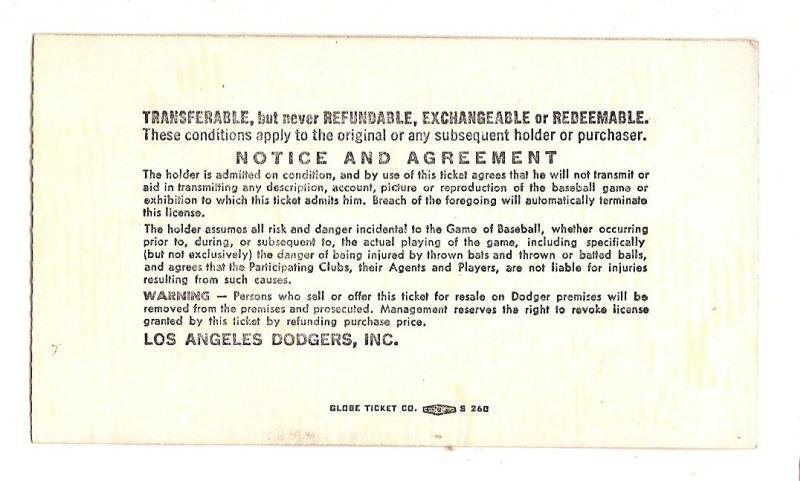 TRANSFERABLE, but never REFUNDABLE, EXCHANGEABLE or REDEEMABLE.
These conditions apply to the original or any subsequent holder or purchaser.
NOTICE AND AGREEMENT
The holder is admitted on condition, and by use of this ticket agrees that he will not transmit or
aid in transmitting any description, account, picture or reproduction of the baseball game or
exhibition to which this ticket admits him. Breach of the foregoing will automatically terminate
this license.
The holder assumes all risk and danger incidental to the Game of Baseball, whether occurring
prior to, during, or subsequent to, the actual playing of the game, including specifically
(but not exclusively) the danger of being injured by thrown bats and thrown or batted balls,
and agrees that the Participating Clubs, their Agents and Players, are not liable for injuries
resulting from such causes.
WARNING — Persons who sell or offer this ticket for resale on Dodger premises will be
removed from the premises and prosecuted. Management reserves the right to revoke license
granted by this ticket by refunding purchase price.
LOS ANGELES DODGERS, INC.
GLOBE TICKET CO. S 260